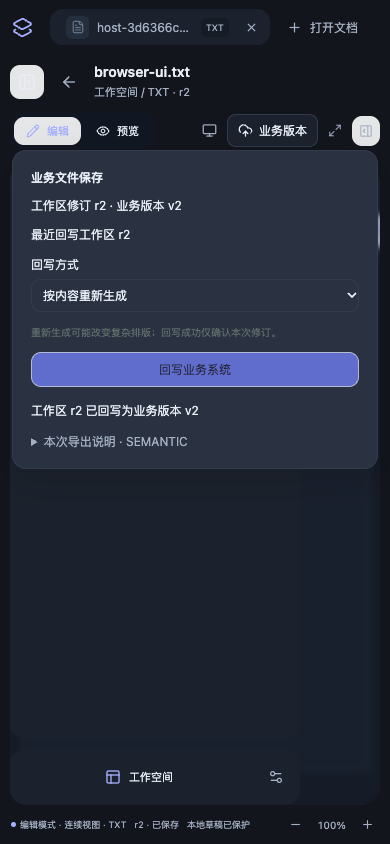 host-3d6366c... TXT × + 打开文档
browser-ui.txt
工作空间 / TXT · r2
编辑 预览 业务版本
业务文件保存
工作区修订 r2 · 业务版本 v2
最近回写工作区 r2
回写方式
按内容重新生成
重新生成可能改变复杂排版；回写成功仅确认本次修订。
回写业务系统
工作区 r2 已回写为业务版本 v2
▶ 本次导出说明 · SEMANTIC
工作空间
编辑模式 · 连续视图 · TXT r2 · 已保存 本地草稿已保护 − 100% +